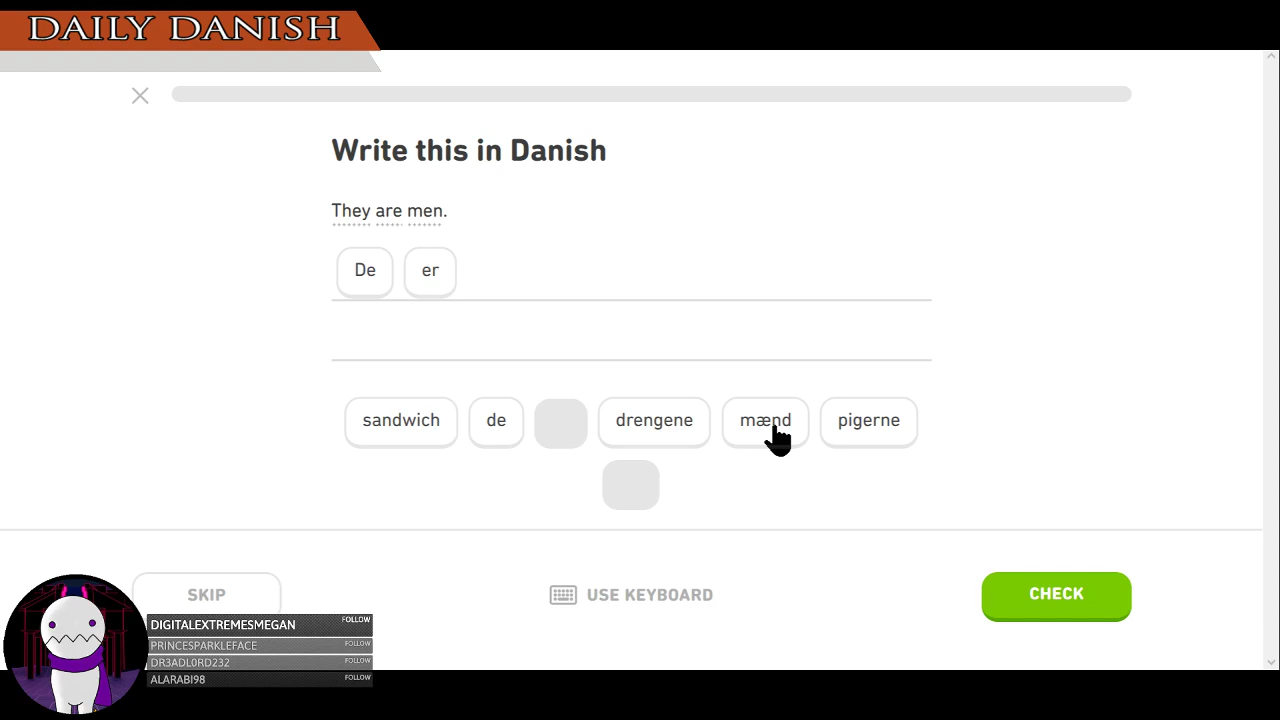 DAILY DANISH
Write this in Danish
They are men.
De er
sandwich de drengene mænd pigerne
SKIP USE KEYBOARD CHECK
DIGITALEXTREMESMEGAN FOLLOW
PRINCESPARKLEFACE FOLLOW
DR3ADL0RD232 FOLLOW
ALARABI98 FOLLOW